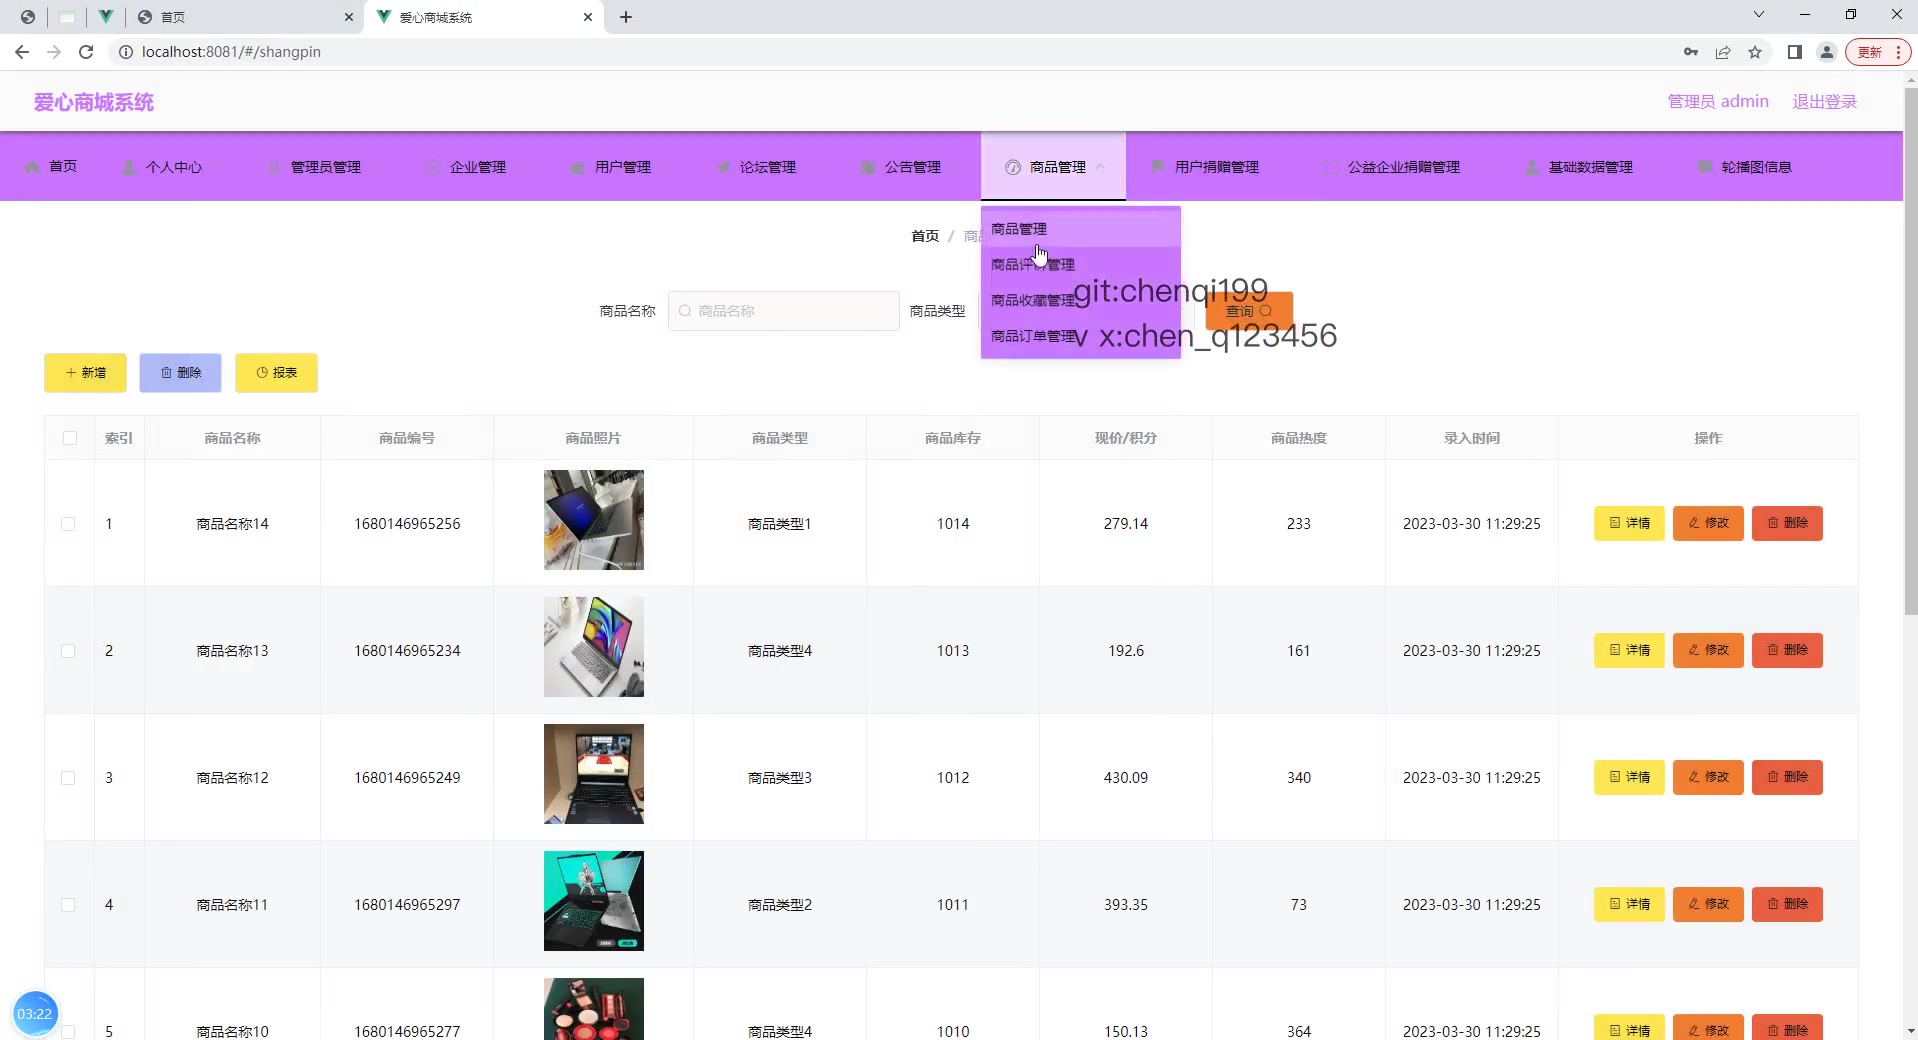 首页
爱心商城系统
localhost:8081/#/shangpin
更新
爱心商城系统
管理员 admin 退出登录
首页 个人中心 管理员管理 企业管理 用户管理 论坛管理 公告管理 商品管理 用户捐赠管理 公益企业捐赠管理 基础数据管理 轮播图信息
首页 /
商品管理
商品评价管理
商品收藏管理
商品订单管理
git:chenqi199
v x:chen_q123456
商品名称 商品名称 商品类型 查询
新增 删除 报表
索引 商品名称 商品编号 商品照片 商品类型 商品库存 现价/积分 商品热度 录入时间 操作
1 商品名称14 1680146965256 商品类型1 1014 279.14 233 2023-03-30 11:29:25 详情 修改 删除
2 商品名称13 1680146965234 商品类型4 1013 192.6 161 2023-03-30 11:29:25 详情 修改 删除
3 商品名称12 1680146965249 商品类型3 1012 430.09 340 2023-03-30 11:29:25 详情 修改 删除
4 商品名称11 1680146965297 商品类型2 1011 393.35 73 2023-03-30 11:29:25 详情 修改 删除
5 商品名称10 1680146965277 商品类型4 1010 150.13 364 2023-03-30 11:29:25 详情 修改 删除
03:22